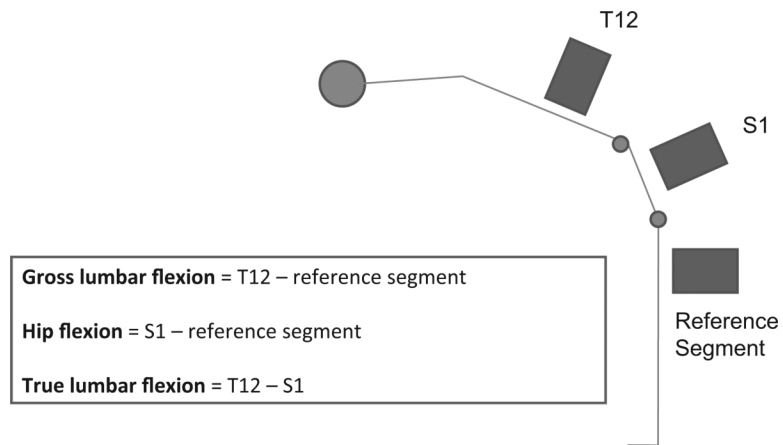 T12
S1
Reference
Segment
Gross lumbar flexion = T12 – reference segment
Hip flexion = S1 – reference segment
True lumbar flexion = T12 – S1